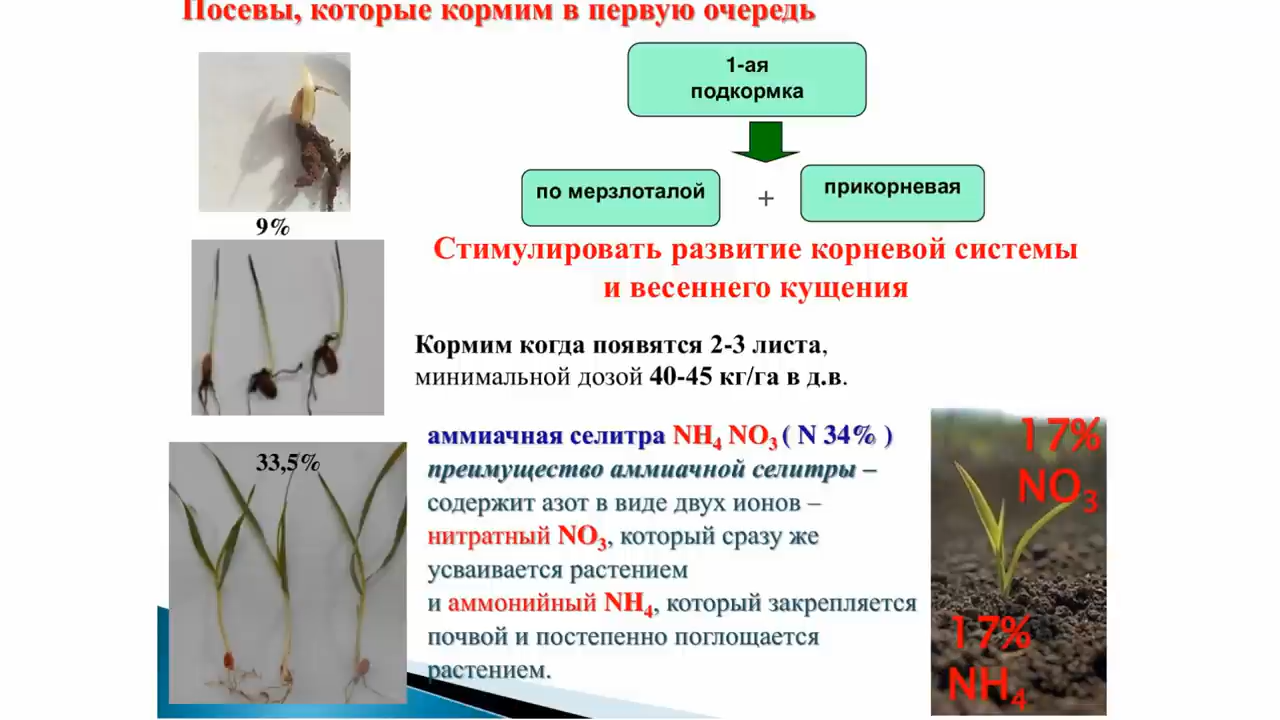 Посевы, которые кормим в первую очередь
1-ая
подкормка
по мерзлоталой
+
прикорневая
9%
Стимулировать развитие корневой системы
и весеннего кущения
Кормим когда появятся 2-3 листа,
минимальной дозой 40-45 кг/га в д.в.
33,5%
аммиачная селитра NH4 NO3 ( N 34% )
преимущество аммиачной селитры –
содержит азот в виде двух ионов –
нитратный NO3, который сразу же
усваивается растением
и аммонийный NH4, который закрепляется
почвой и постепенно поглощается
растением.
17%
NO3
17%
NH4